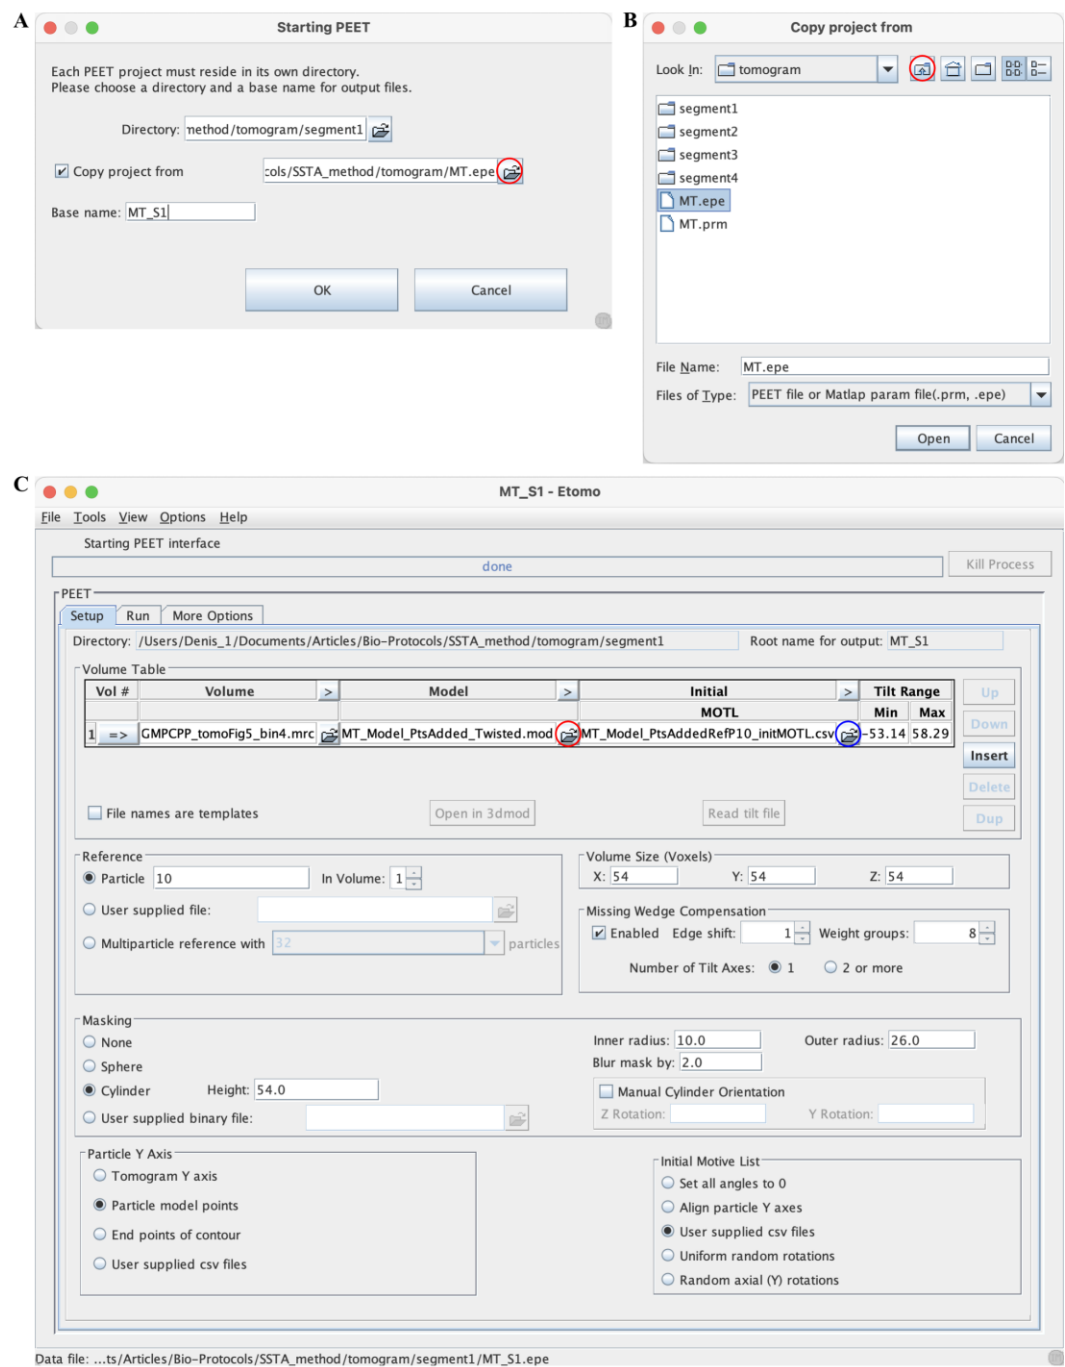 A
Starting PEET
Each PEET project must reside in its own directory.
Please choose a directory and a base name for output files.
Directory: nethod/tomogram/segment1
Copy project from cols/SSTA_method/tomogram/MT.epe
Base name: MT_S1
OK Cancel
B
Copy project from
Look In: tomogram
segment1
segment2
segment3
segment4
MT.epe
MT.prm
File Name: MT.epe
Files of Type: PEET file or Matlap param file(.prm, .epe)
Open Cancel
C
MT_S1 - Etomo
File Tools View Options Help
Starting PEET interface
done Kill Process
PEET
Setup Run More Options
Directory: /Users/Denis_1/Documents/Articles/Bio-Protocols/SSTA_method/tomogram/segment1 Root name for output: MT_S1
Volume Table
Vol # Volume > Model > Initial > Tilt Range Up
MOTL Min Max
1 => GMPCPP_tomoFig5_bin4.mrc MT_Model_PtsAdded_Twisted.mod MT_Model_PtsAddedRefP10_initMOTL.csv -53.14 58.29 Down
Insert
Delete
File names are templates Open in 3dmod Read tilt file Dup
Reference Volume Size (Voxels)
Particle 10 In Volume: 1 X: 54 Y: 54 Z: 54
User supplied file: Missing Wedge Compensation
Multiparticle reference with 32 particles Enabled Edge shift: 1 Weight groups: 8
Number of Tilt Axes: 1 2 or more
Masking
None Inner radius: 10.0 Outer radius: 26.0
Sphere Blur mask by: 2.0
Cylinder Height: 54.0 Manual Cylinder Orientation
User supplied binary file: Z Rotation: Y Rotation:
Particle Y Axis Initial Motive List
Tomogram Y axis Set all angles to 0
Particle model points Align particle Y axes
End points of contour User supplied csv files
User supplied csv files Uniform random rotations
Random axial (Y) rotations
Data file: ...ts/Articles/Bio-Protocols/SSTA_method/tomogram/segment1/MT_S1.epe